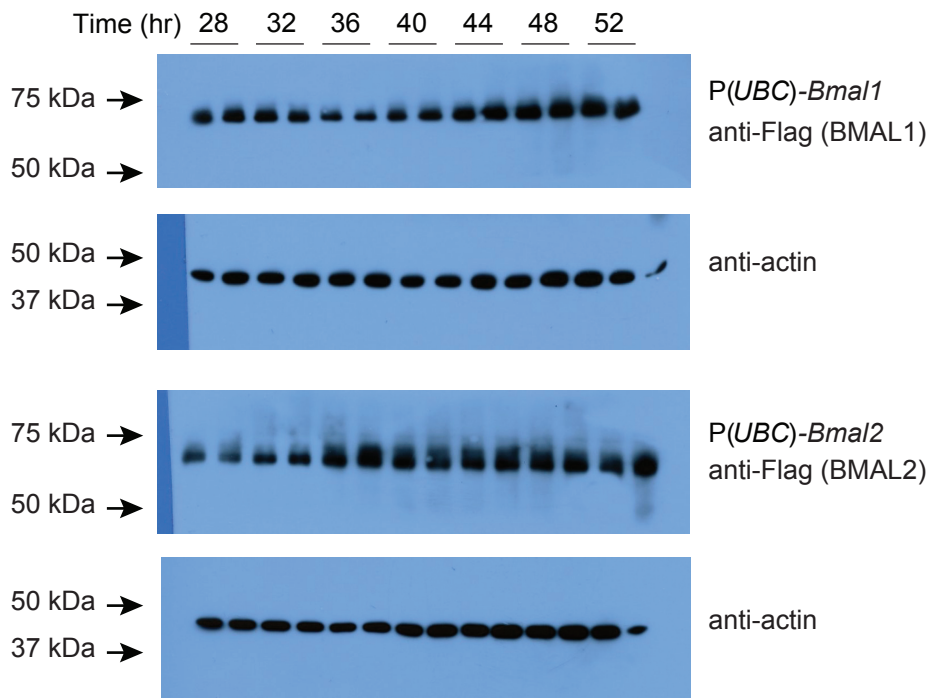 Time (hr) 28 32 36 40 44 48 52
75 kDa
P(UBC)-Bmal1
anti-Flag (BMAL1)
50 kDa
50 kDa
anti-actin
37 kDa
75 kDa
P(UBC)-Bmal2
anti-Flag (BMAL2)
50 kDa
50 kDa
anti-actin
37 kDa